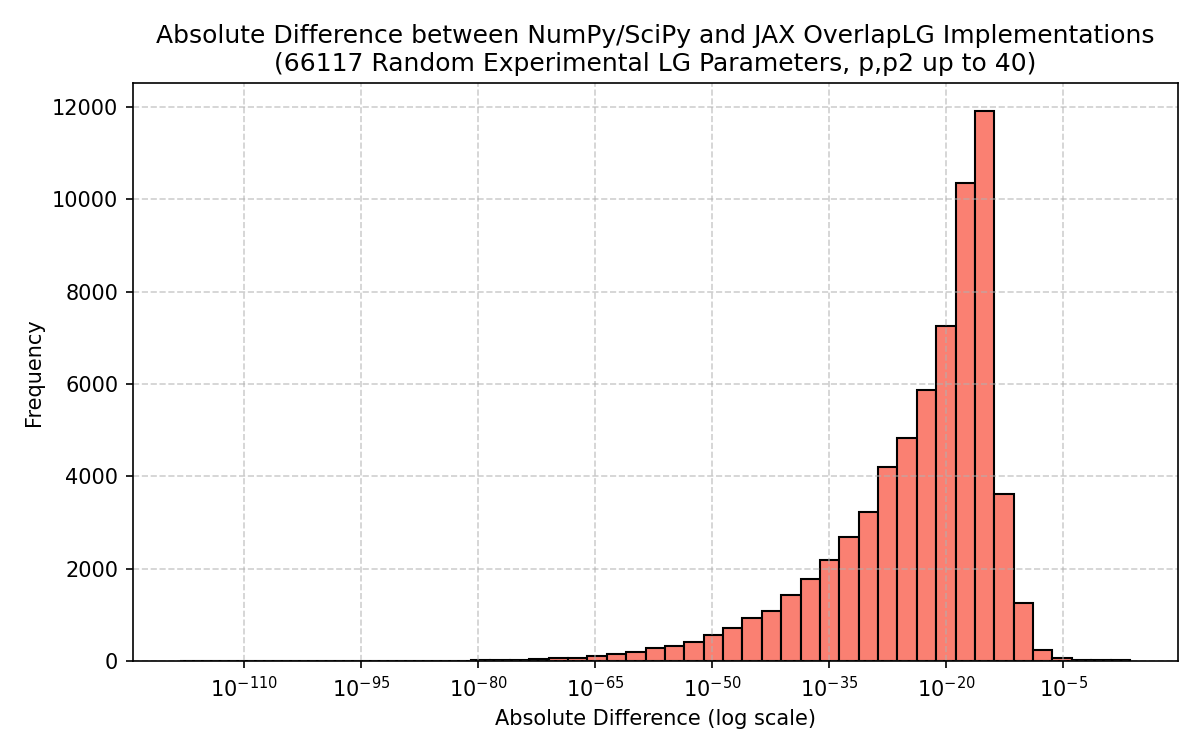 Absolute Difference between NumPy/SciPy and JAX OverlapLG Implementations
(66117 Random Experimental LG Parameters, p,p2 up to 40)
12000
10000
8000
6000
4000
2000
0
Frequency
10⁻¹¹⁰ 10⁻⁹⁵ 10⁻⁸⁰ 10⁻⁶⁵ 10⁻⁵⁰ 10⁻³⁵ 10⁻²⁰ 10⁻⁵
Absolute Difference (log scale)